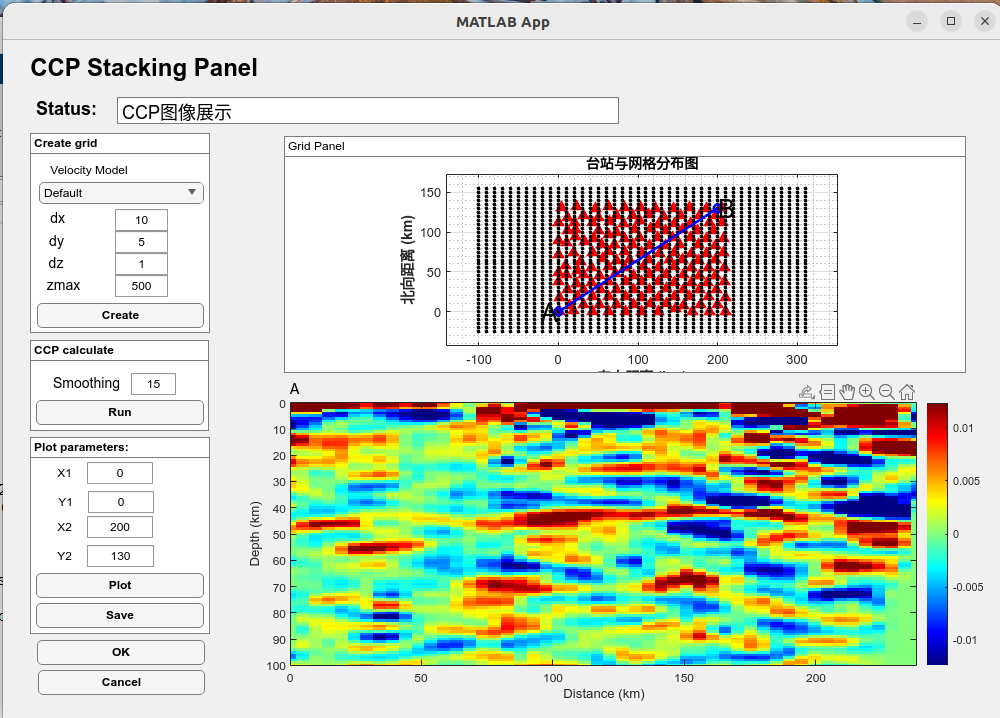 MATLAB App
CCP Stacking Panel
Status:
CCP图像展示
Create grid
Velocity Model
Default
dx
10
dy
5
dz
1
zmax
500
Create
CCP calculate
Smoothing
15
Run
Plot parameters:
X1
0
Y1
0
X2
200
Y2
130
Plot
Save
OK
Cancel
Grid Panel
台站与网格分布图
北向距离 (km)
150
100
50
0
A
B
-100
0
100
200
300
A
Depth (km)
0
10
20
30
40
50
60
70
80
90
100
0
50
100
150
200
Distance (km)
0.01
0.005
0
-0.005
-0.01